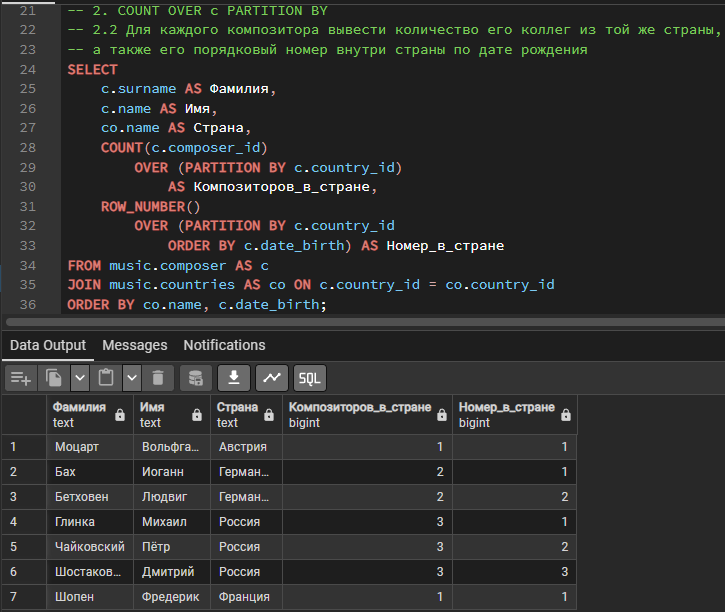 21 -- 2. COUNT OVER с PARTITION BY
22 -- 2.2 Для каждого композитора вывести количество его коллег из той же страны,
23 -- а также его порядковый номер внутри страны по дате рождения
24 SELECT
25 c.surname AS Фамилия,
26 c.name AS Имя,
27 co.name AS Страна,
28 COUNT(c.composer_id)
29 OVER (PARTITION BY c.country_id)
30 AS Композиторов_в_стране,
31 ROW_NUMBER()
32 OVER (PARTITION BY c.country_id
33 ORDER BY c.date_birth) AS Номер_в_стране
34 FROM music.composer AS c
35 JOIN music.countries AS co ON c.country_id = co.country_id
36 ORDER BY co.name, c.date_birth;
Data Output Messages Notifications
SQL
Фамилия Имя Страна Композиторов_в_стране Номер_в_стране
text text text bigint bigint
1 Моцарт Вольфга... Австрия 1 1
2 Бах Иоганн Герман... 2 1
3 Бетховен Людвиг Герман... 2 2
4 Глинка Михаил Россия 3 1
5 Чайковский Пётр Россия 3 2
6 Шостаков... Дмитрий Россия 3 3
7 Шопен Фредерик Франция 1 1